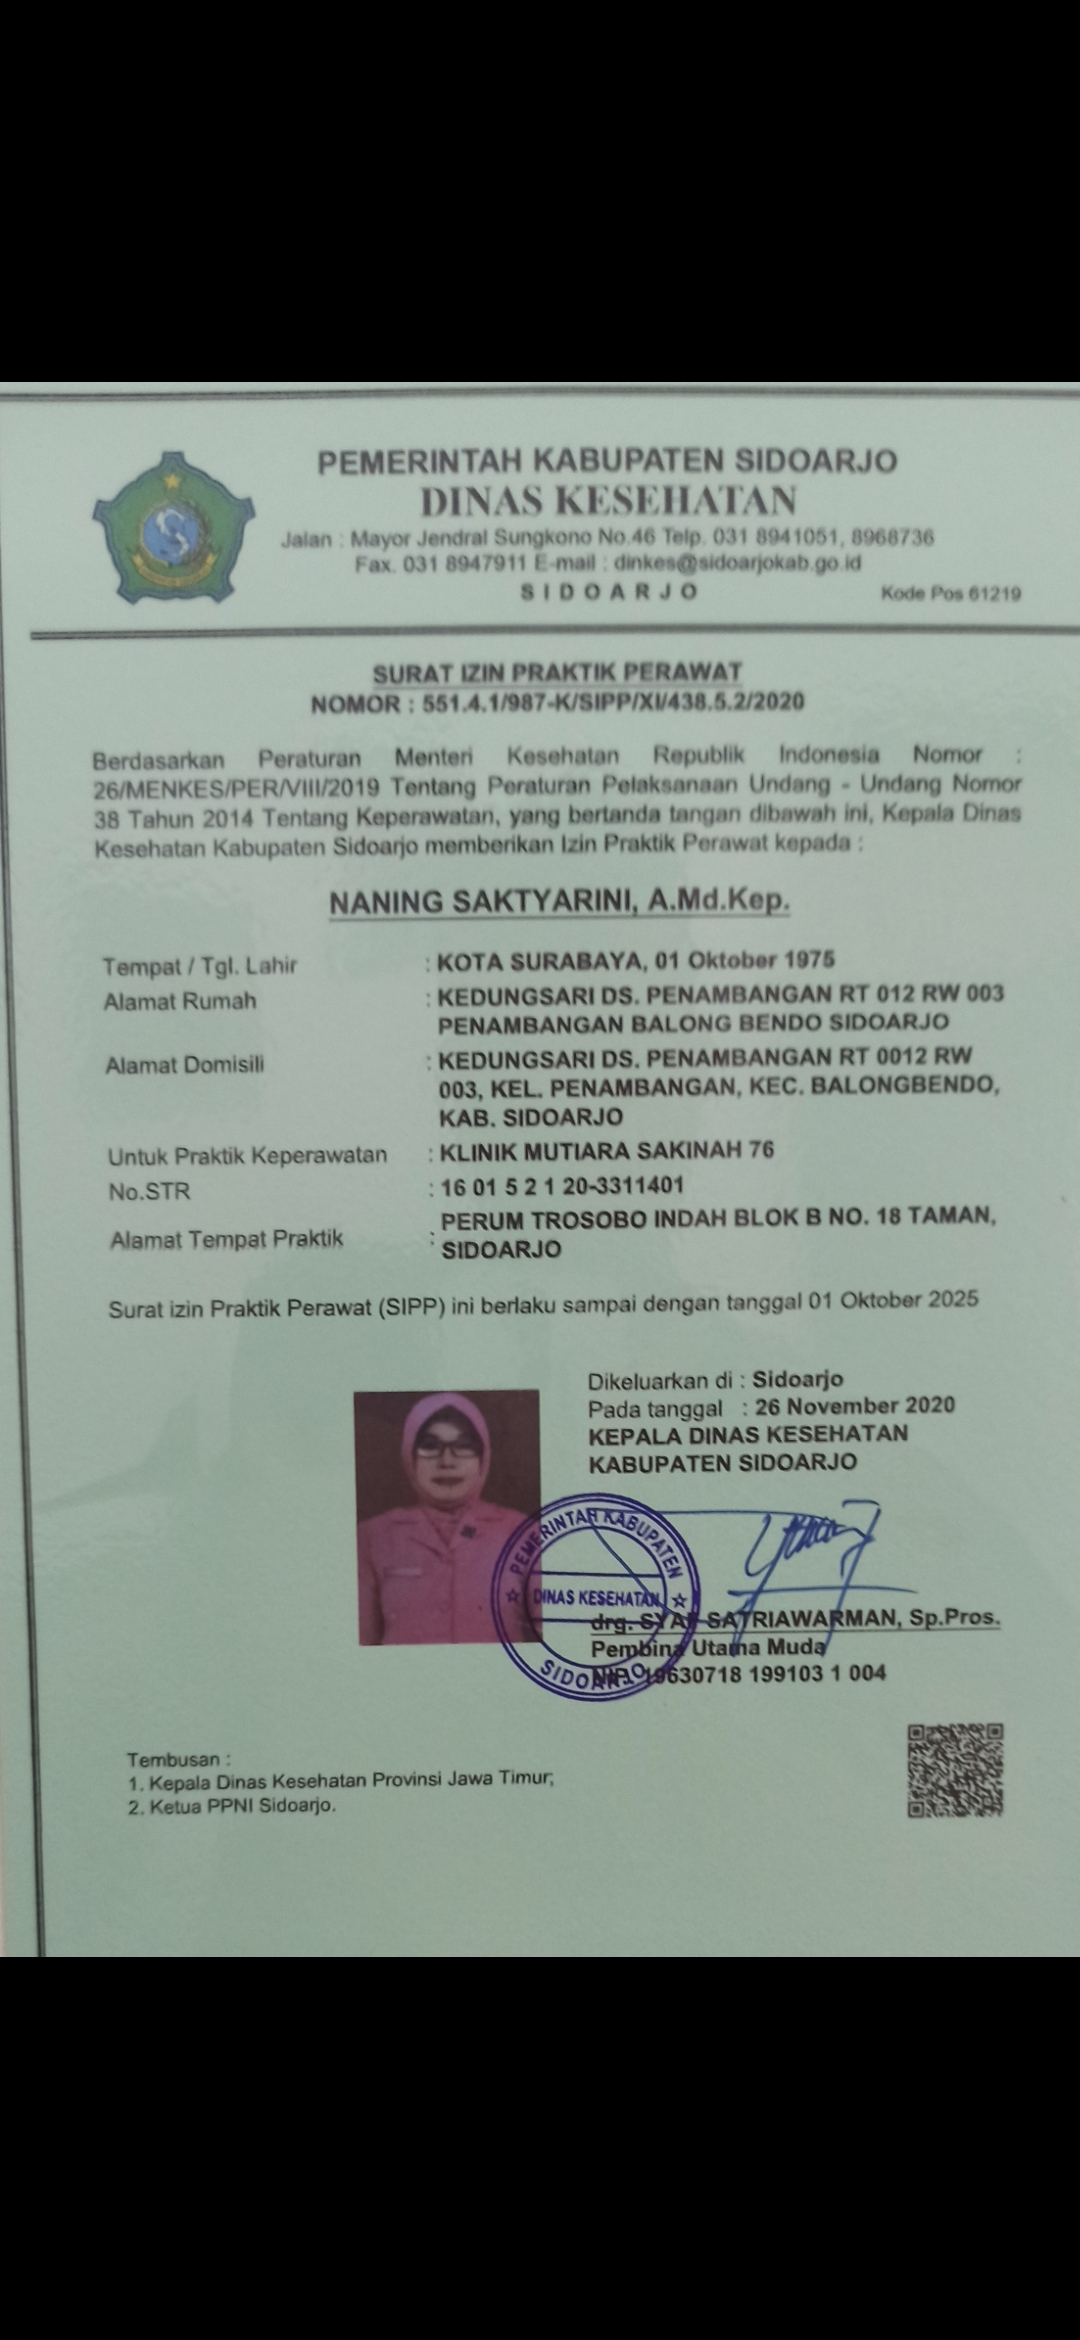 PEMERINTAH KABUPATEN SIDOARJO
DINAS KESEHATAN
Jalan : Mayor Jendral Sungkono No.46 Telp. 031 8941051, 8968736
Fax. 031 8947911 E-mail : dinkes@sidoarjokab.go.id
SIDOARJO Kode Pos 61219
SURAT IZIN PRAKTIK PERAWAT
NOMOR : 551.4.1/987-K/SIPP/XI/438.5.2/2020
Berdasarkan Peraturan Menteri Kesehatan Republik Indonesia Nomor :
26/MENKES/PER/VIII/2019 Tentang Peraturan Pelaksanaan Undang - Undang Nomor
38 Tahun 2014 Tentang Keperawatan, yang bertanda tangan dibawah ini, Kepala Dinas
Kesehatan Kabupaten Sidoarjo memberikan Izin Praktik Perawat kepada :
NANING SAKTYARINI, A.Md.Kep.
Tempat / Tgl. Lahir : KOTA SURABAYA, 01 Oktober 1975
Alamat Rumah : KEDUNGSARI DS. PENAMBANGAN RT 012 RW 003
PENAMBANGAN BALONG BENDO SIDOARJO
Alamat Domisili : KEDUNGSARI DS. PENAMBANGAN RT 0012 RW
003, KEL. PENAMBANGAN, KEC. BALONGBENDO,
KAB. SIDOARJO
Untuk Praktik Keperawatan : KLINIK MUTIARA SAKINAH 76
No.STR : 16 01 5 2 1 20-3311401
Alamat Tempat Praktik : PERUM TROSOBO INDAH BLOK B NO. 18 TAMAN,
SIDOARJO
Surat izin Praktik Perawat (SIPP) ini berlaku sampai dengan tanggal 01 Oktober 2025
Dikeluarkan di : Sidoarjo
Pada tanggal : 26 November 2020
KEPALA DINAS KESEHATAN
KABUPATEN SIDOARJO
PEMERINTAH KABUPATEN
DINAS KESEHATAN
SIDOARJO
drg. SYAF SATRIAWARMAN, Sp.Pros.
Pembina Utama Muda
NIP. 19630718 199103 1 004
Tembusan :
1. Kepala Dinas Kesehatan Provinsi Jawa Timur;
2. Ketua PPNI Sidoarjo.